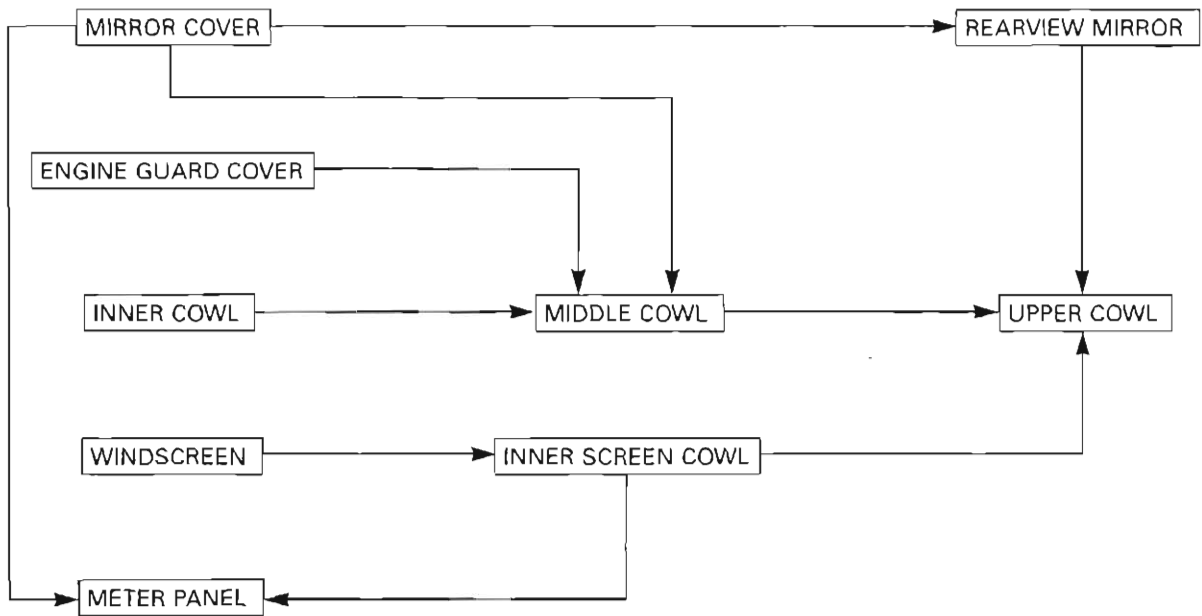 MIRROR COVER
REARVIEW MIRROR
ENGINE GUARD COVER
INNER COWL
MIDDLE COWL
UPPER COWL
WINDSCREEN
INNER SCREEN COWL
METER PANEL